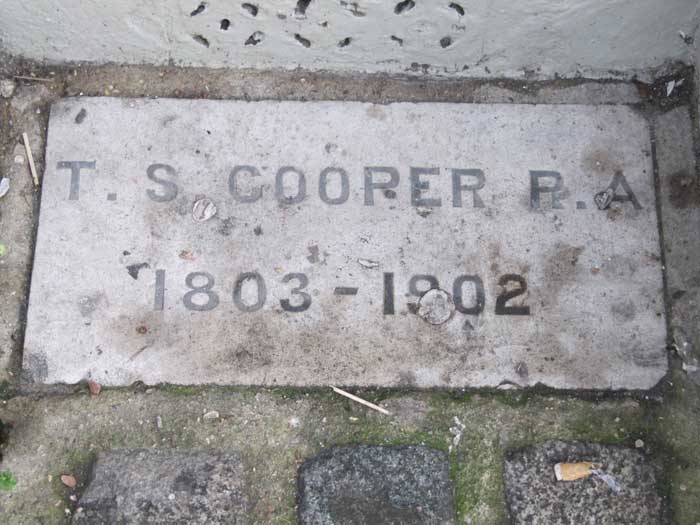 T. S. COOPER R. A
1803 - 1902